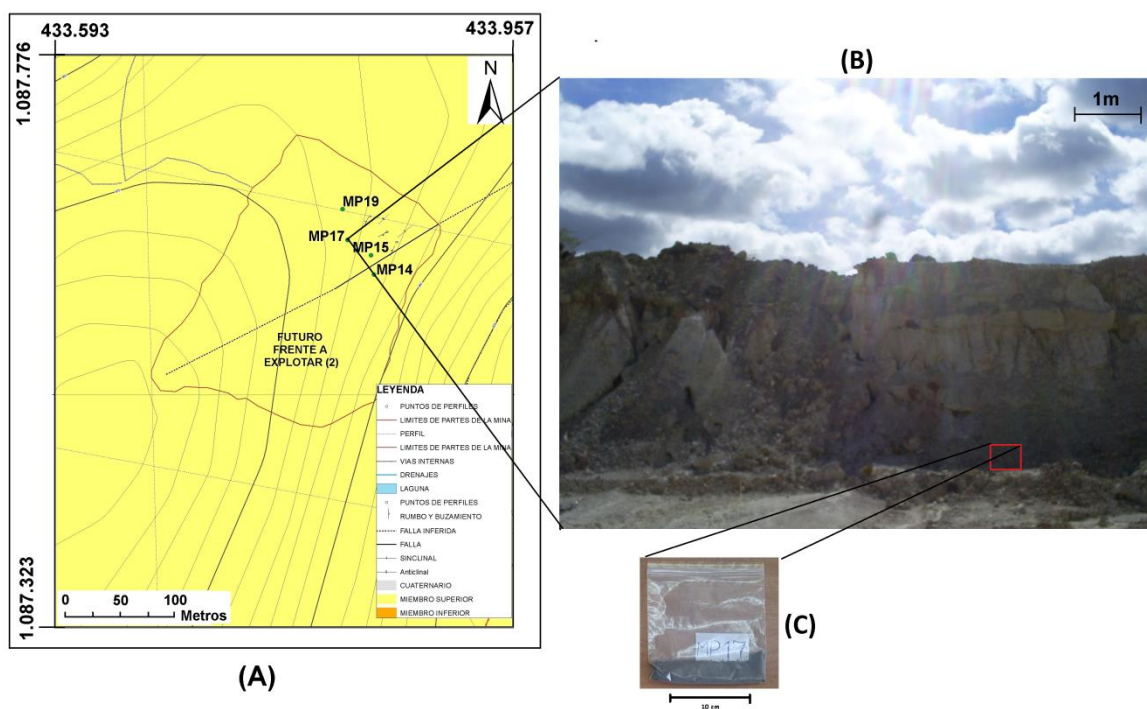 433.593
433.957
1.087.776
1.087.323
N
MP19
MP17
MP15
MP14
FUTURO
FRENTE A
EXPLOTAR (2)
LEYENDA
PUNTOS DE PERFILES
LIMITES DE PARTES DE LA MINA
PERFIL
LIMITES DE PARTES DE LA MINA
VIAS INTERNAS
DRENAJES
LAGUNA
PUNTOS DE PERFILES
RUMBO Y BUZAMIENTO
FALLA INFERIDA
FALLA
SINCLINAL
Anticlinal
CUATERNARIO
MIEMBRO SUPERIOR
MIEMBRO INFERIOR
0 50 100
Metros
(A)
(B)
1m
MP17
(C)
10 cm